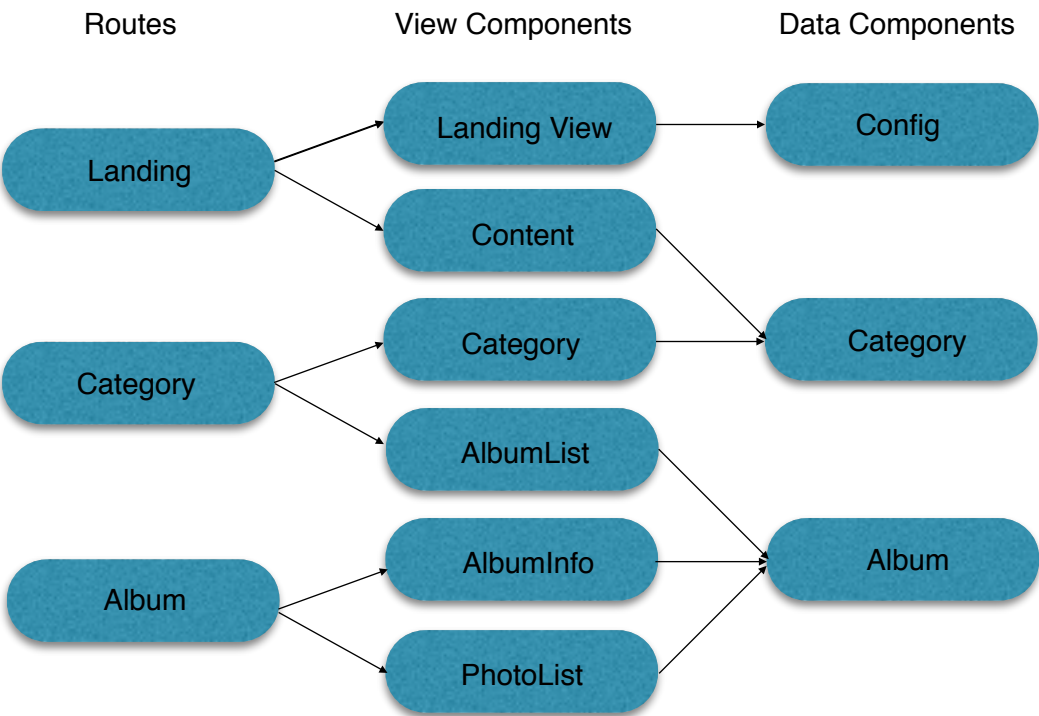 Routes
View Components
Data Components
Landing
Landing View
Config
Content
Category
Category
Category
AlbumList
Album
AlbumInfo
Album
PhotoList